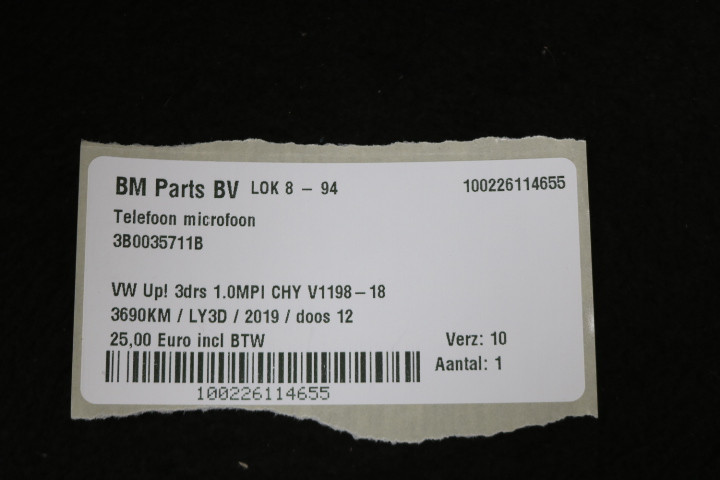 BM Parts BV LOK 8 - 94 100226114655
Telefoon microfoon
3B0035711B
VW Up! 3drs 1.0MPI CHY V1198-18
3690KM / LY3D / 2019 / doos 12
25,00 Euro incl BTW Verz: 10
Aantal: 1
100226114655